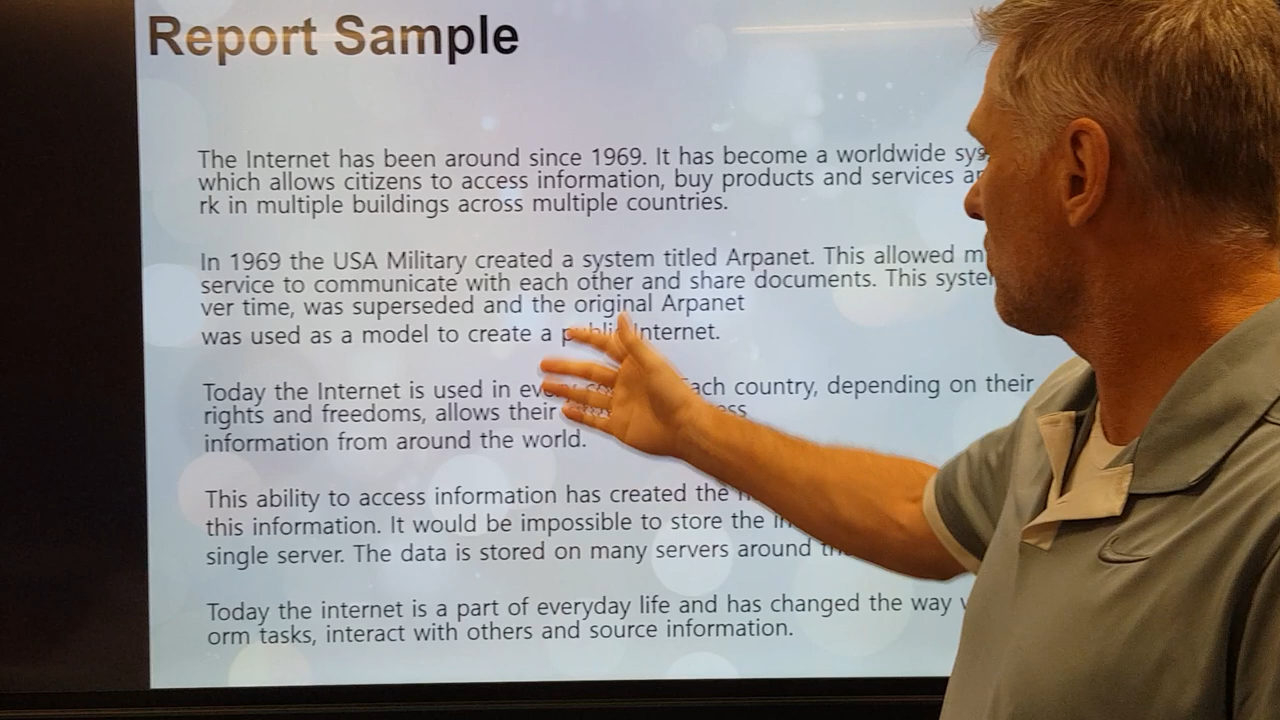 Report Sample
The Internet has been around since 1969. It has become a worldwide
which allows citizens to access information, buy products and services
rk in multiple buildings across multiple countries.
In 1969 the USA Military created a system titled Arpanet. This allowed
service to communicate with each other and share documents. This
ver time, was superseded and the original Arpanet
was used as a model to create a Internet.
Today the Internet is used in country, depending on their
rights and freedoms, allows their
information from around the world.
This ability to access information has created the
this information. It would be impossible to store the
single server. The data is stored on many servers around
Today the internet is a part of everyday life and has changed the way
orm tasks, interact with others and source information.